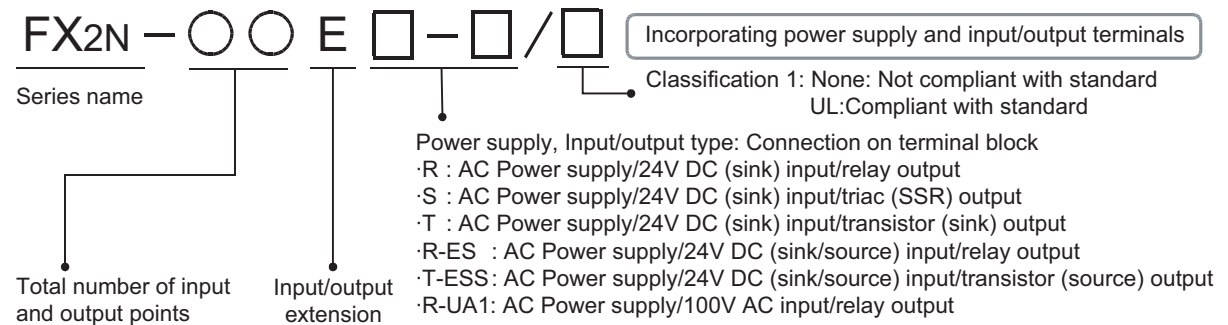 FX2N – ○○ E □ – □ / □
Incorporating power supply and input/output terminals
Series name
Classification 1: None: Not compliant with standard
UL:Compliant with standard
Power supply, Input/output type: Connection on terminal block
·R : AC Power supply/24V DC (sink) input/relay output
·S : AC Power supply/24V DC (sink) input/triac (SSR) output
·T : AC Power supply/24V DC (sink) input/transistor (sink) output
·R-ES : AC Power supply/24V DC (sink/source) input/relay output
·T-ESS: AC Power supply/24V DC (sink/source) input/transistor (source) output
·R-UA1: AC Power supply/100V AC input/relay output
Total number of input
and output points
Input/output
extension